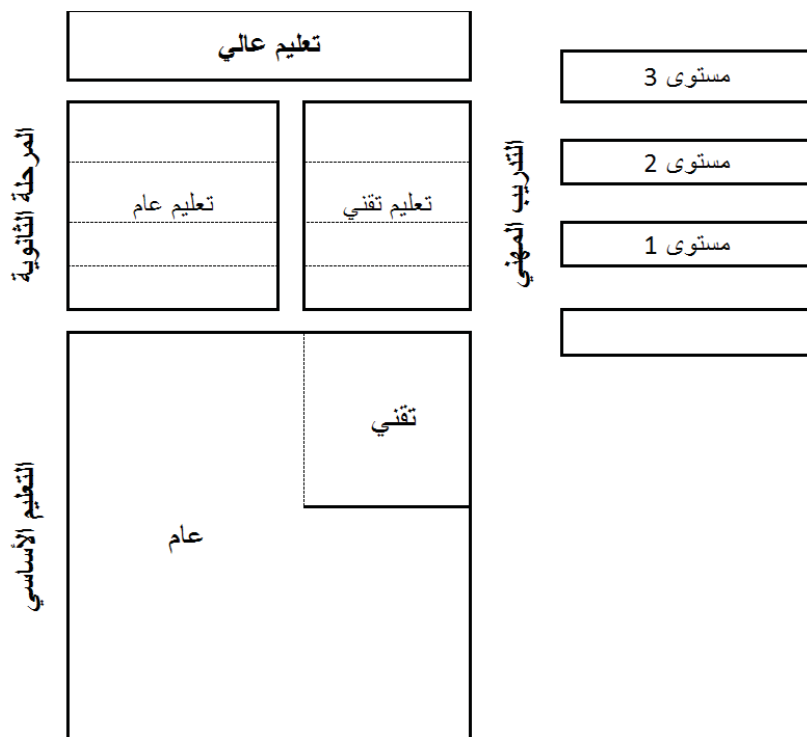 تعليم عالي
مستوى 3
المرحلة الثانوية
تعليم عام
تعليم تقني
التدريب المهني
مستوى 2
مستوى 1
التعليم الأساسي
عام
تقني